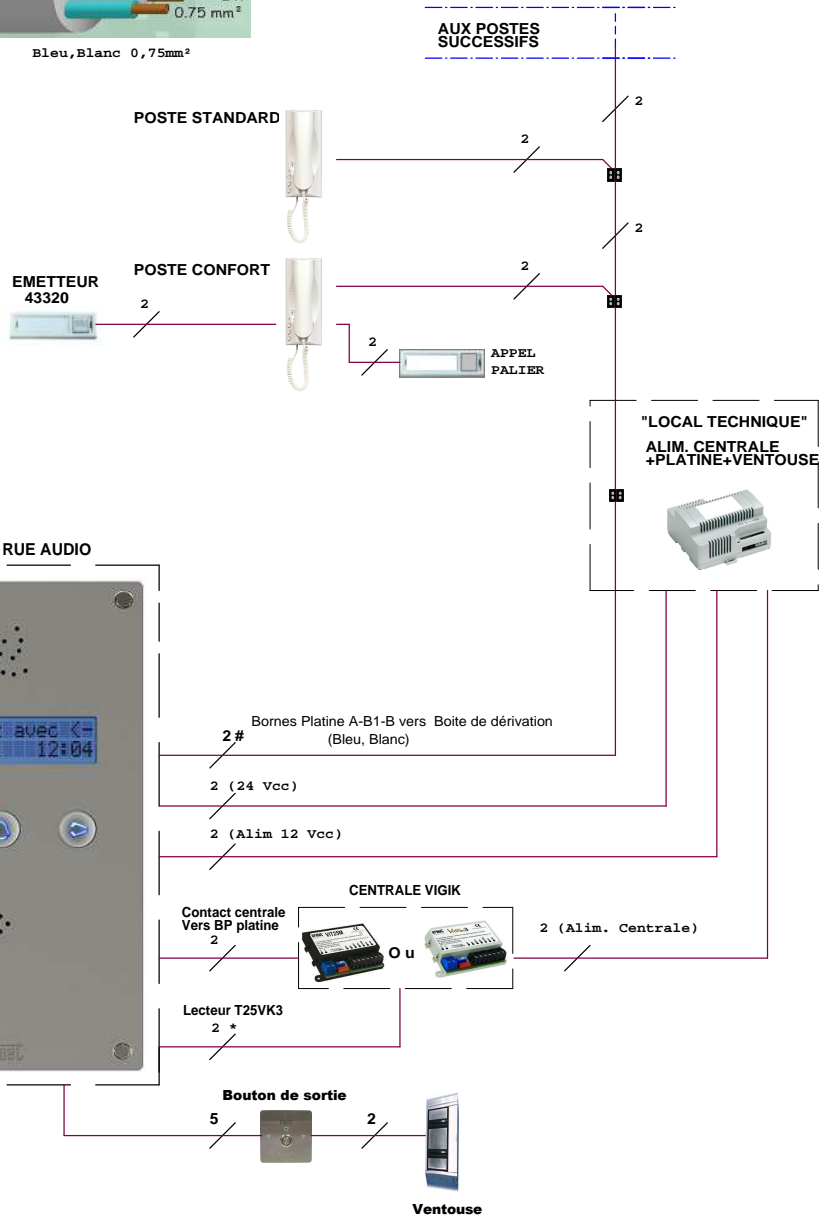 0.75 mm²
Bleu,Blanc 0,75mm²
AUX POSTES
SUCCESSIFS
2
POSTE STANDARD
2
2
POSTE CONFORT
2
EMETTEUR
43320
2
2
APPEL
PALIER
"LOCAL TECHNIQUE"
ALIM. CENTRALE
+PLATINE+VENTOUSE
RUE AUDIO
avec <-
12:04
Bornes Platine A-B1-B vers Boite de dérivation
2#
(Bleu, Blanc)
2 (24 Vcc)
2 (Alim 12 Vcc)
CENTRALE VIGIK
Contact centrale
Vers BP platine
2
VIT25M
Ou
2 (Alim. Centrale)
Lecteur T25VK3
2 *
Bouton de sortie
5
2
Ventouse